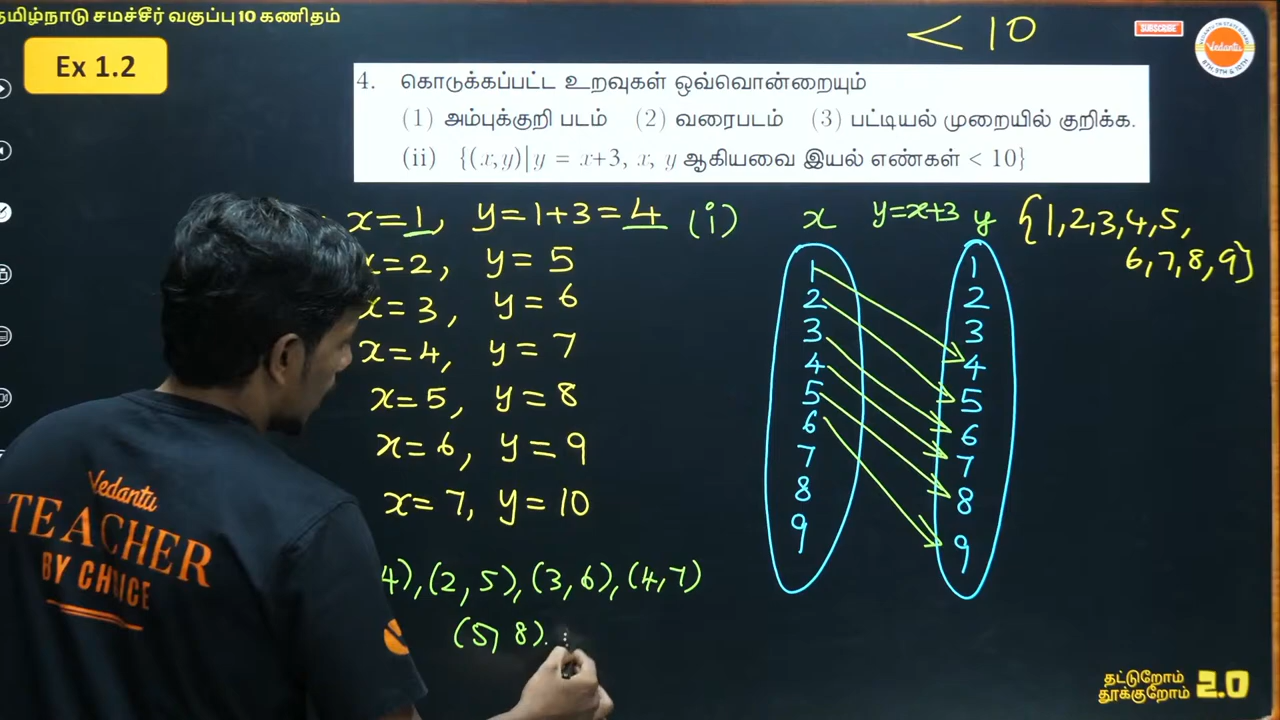 தமிழ்நாடு சமச்சீர் வகுப்பு 10 கணிதம்
< 10
SUBSCRIBE
Vedantu
8TH, 9TH & 10TH
Ex 1.2
4. கொடுக்கப்பட்ட உறவுகள் ஒவ்வொன்றையும்
(1) அம்புக்குறி படம் (2) வரைபடம் (3) பட்டியல் முறையில் குறிக்க.
(ii) {(x,y)|y = x+3, x, y ஆகியவை இயல் எண்கள் < 10}
x=1, y=1+3=4
x=2, y=5
x=3, y=6
x=4, y=7
x=5, y=8
x=6, y=9
x=7, y=10
4),(2,5),(3,6),(4,7)
(5,8).
(i) x y=x+3 y
1 1
2 2
3 3
4 4
5 5
6 6
7 7
8 8
9 9
{1,2,3,4,5,
6,7,8,9}
Vedantu
TEACHER
BY CHOICE
தட்டுறோம்
தூக்குறோம் 2.0